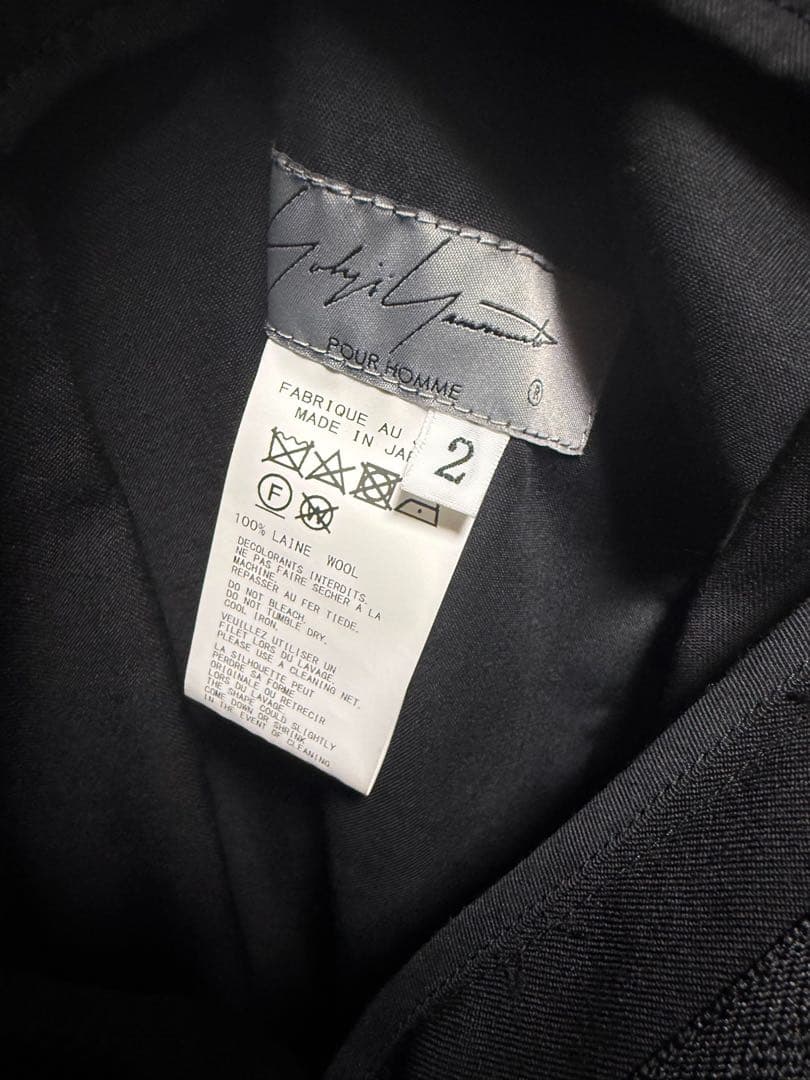 Yohji Yamamoto
POUR HOMME ®
FABRIQUE AU
MADE IN JAP
2
F
W
100% LAINE WOOL
DECOLORANTS INTERDITS.
NE PAS FAIRE SECHER A LA
MACHINE.
REPASSER AU FER TIEDE.
DO NOT BLEACH.
DO NOT TUMBLE DRY.
COOL IRON.
VEUILLEZ UTILISER UN
FILET LORS DU LAVAGE.
PLEASE USE A CLEANING NET.
LA SILHOUETTE PEUT
PERDRE SA FORME
ORIGINALE OU RETRECIR
LORS DU LAVAGE
THE SHAPE COULD SLIGHTLY
COME DOWN OR SHRINK
IN THE EVENT OF CLEANING.